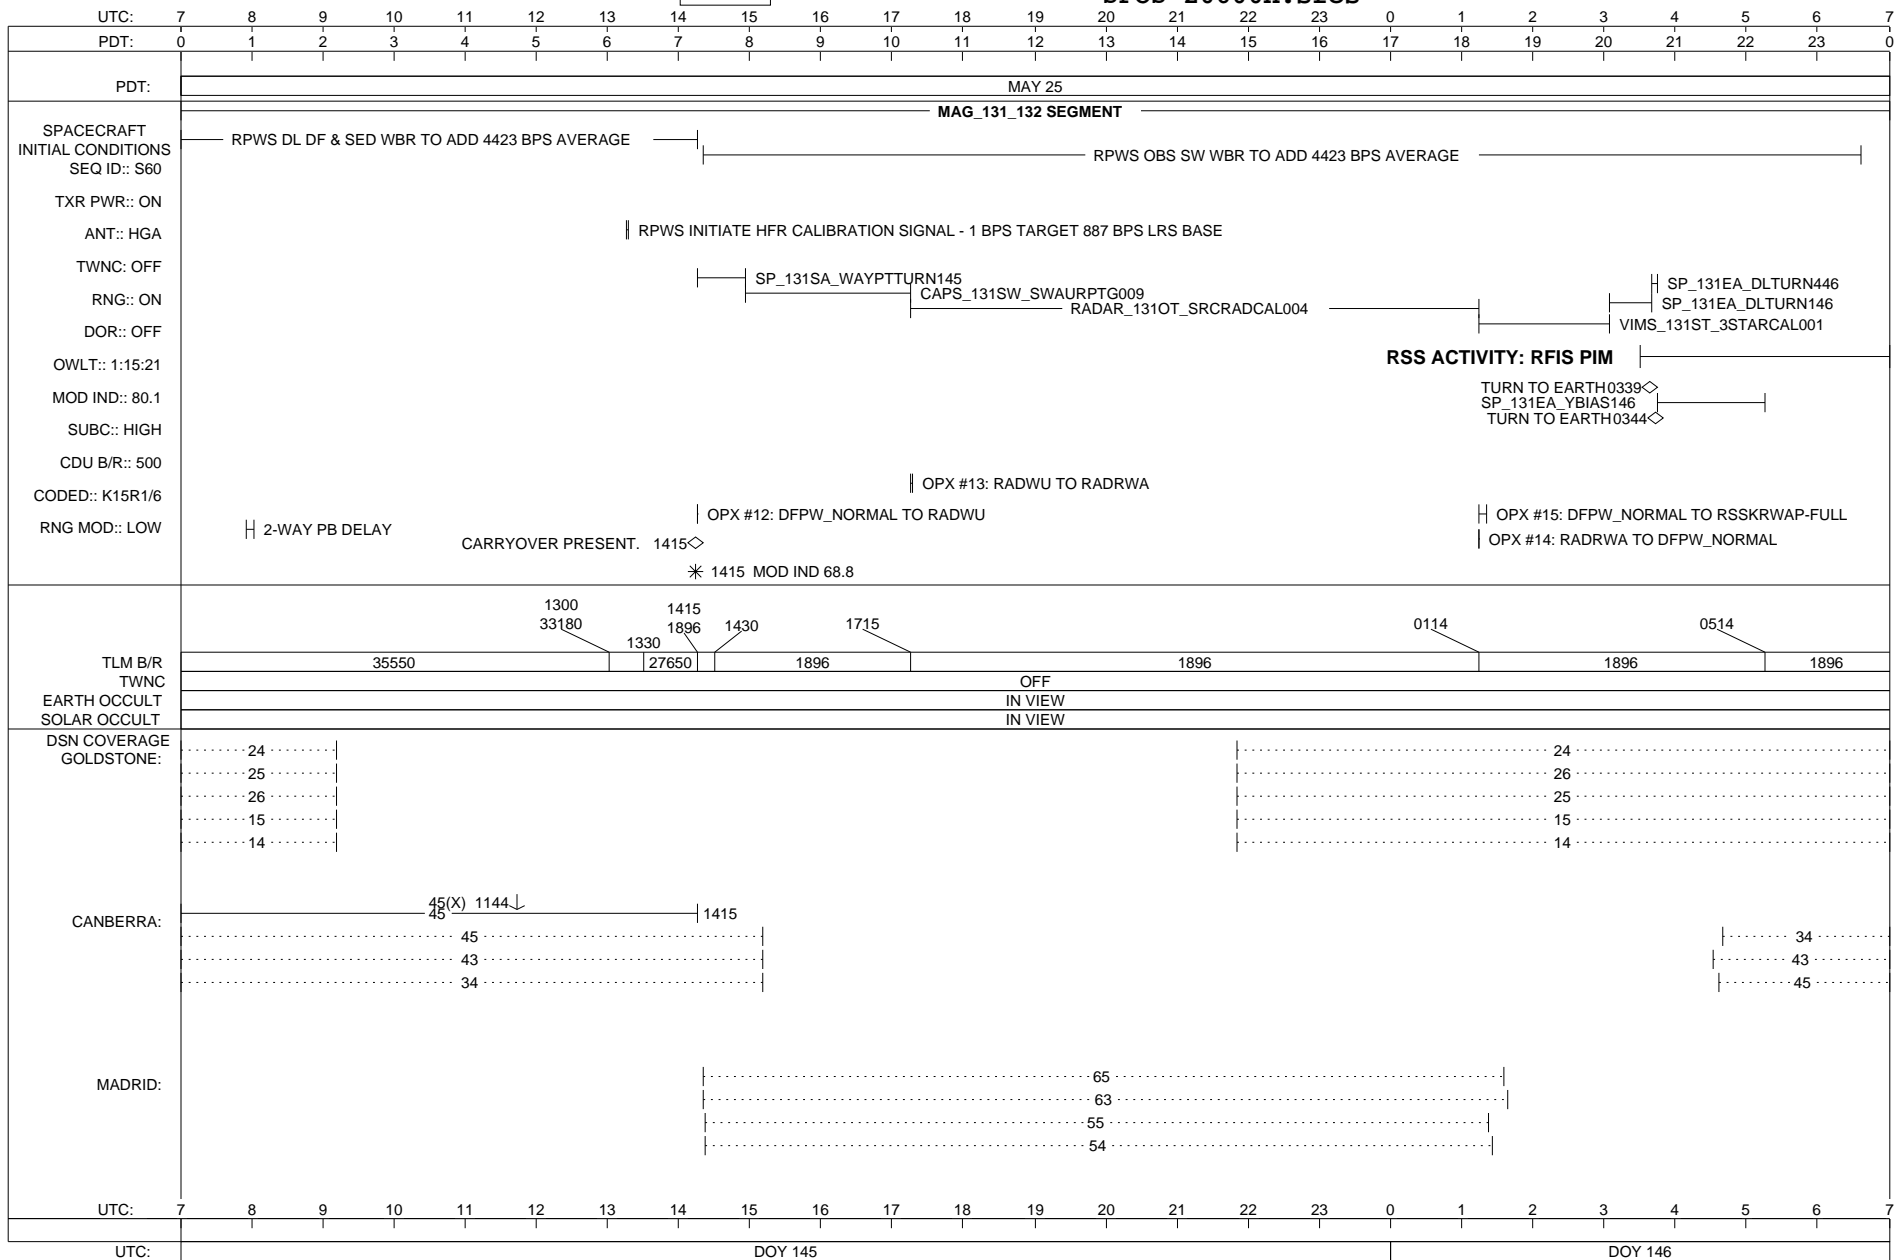 UTC: 7 8 9 10 11 12 13 14 15 16 17 18 19 20 21 22 23 0 1 2 3 4 5 6 7
PDT: 0 1 2 3 4 5 6 7 8 9 10 11 12 13 14 15 16 17 18 19 20 21 22 23 0
PDT: MAY 25
MAG_131_132 SEGMENT
SPACECRAFT
INITIAL CONDITIONS
SEQ ID:: S60
TXR PWR:: ON
ANT:: HGA
TWNC: OFF
RNG:: ON
DOR:: OFF
OWLT:: 1:15:21
MOD IND:: 80.1
SUBC:: HIGH
CDU B/R:: 500
CODED:: K15R1/6
RNG MOD:: LOW
RPWS DL DF & SED WBR TO ADD 4423 BPS AVERAGE
RPWS OBS SW WBR TO ADD 4423 BPS AVERAGE
RPWS INITIATE HFR CALIBRATION SIGNAL - 1 BPS TARGET 887 BPS LRS BASE
SP_131SA_WAYPTTURN145
SP_131EA_DLTURN446
CAPS_131SW_SWAURPTG009
SP_131EA_DLTURN146
RADAR_131OT_SRCRADCAL004
VIMS_131ST_3STARCAL001
RSS ACTIVITY: RFIS PIM
TURN TO EARTH 0339
SP_131EA_YBIAS146
TURN TO EARTH 0344
OPX #13: RADWU TO RADRWA
OPX #12: DFPW_NORMAL TO RADWU
OPX #15: DFPW_NORMAL TO RSSKRWAP-FULL
2-WAY PB DELAY
OPX #14: RADRWA TO DFPW_NORMAL
CARRYOVER PRESENT. 1415
1415 MOD IND 68.8
1300 1415
33180 1896 1430 1715 0114 0514
1330
TLM B/R 35550 27650 1896 1896 1896 1896
TWNC OFF
EARTH OCCULT IN VIEW
SOLAR OCCULT IN VIEW
DSN COVERAGE
GOLDSTONE:
24 24
25 26
26 25
15 15
14 14
45(X) 1144
CANBERRA: 45 1415
45 34
43 43
34 45
MADRID:
65
63
55
54
UTC: 7 8 9 10 11 12 13 14 15 16 17 18 19 20 21 22 23 0 1 2 3 4 5 6 7
UTC: DOY 145 DOY 146